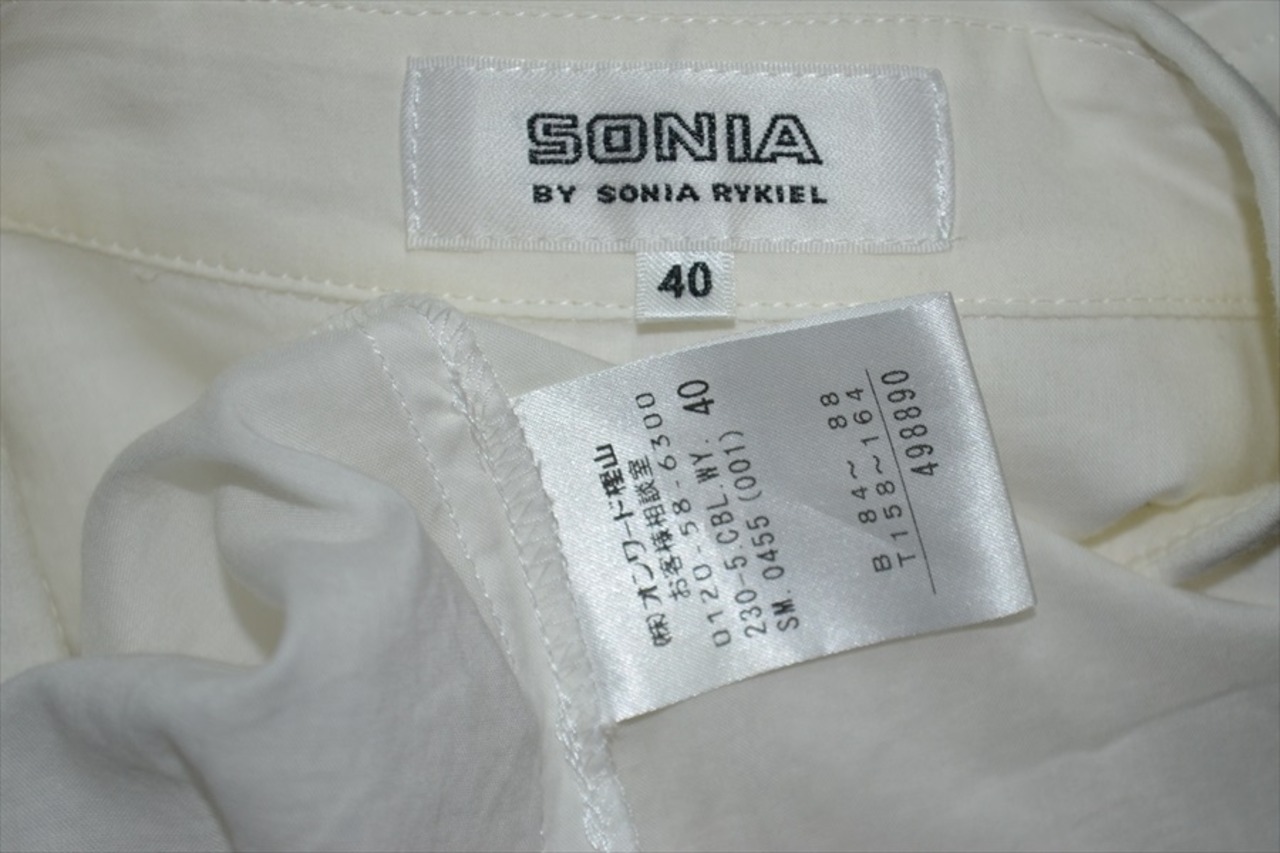 SONIA
BY SONIA RYKIEL
40
㈱オンワード樫山
お客様相談室
0120-58-6300
230-5.CBL.WY. 40
SM. 0455 (001)
B 84～ 88
T158～164
498890